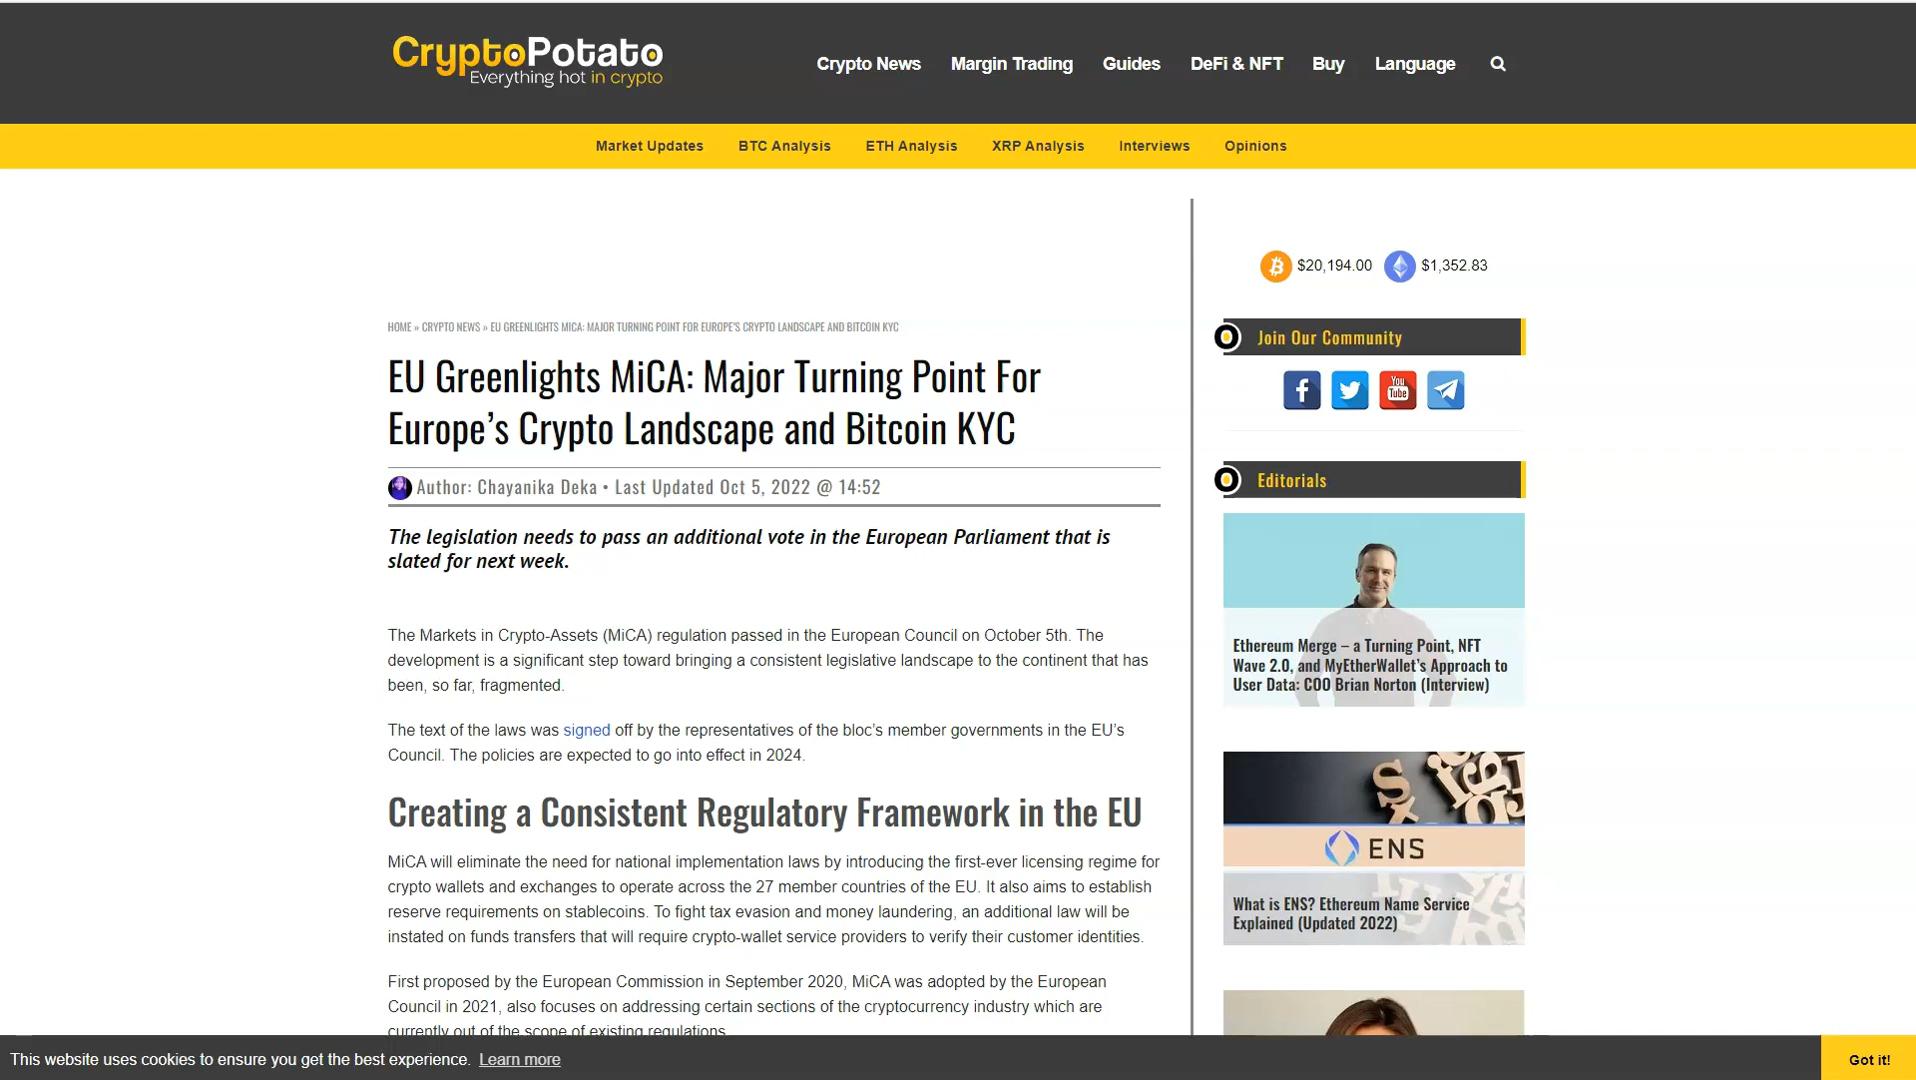 CryptoPotato
Everything hot in crypto
Crypto News Margin Trading Guides DeFi & NFT Buy Language
Market Updates BTC Analysis ETH Analysis XRP Analysis Interviews Opinions
$20,194.00 $1,352.83
HOME » CRYPTO NEWS » EU GREENLIGHTS MICA: MAJOR TURNING POINT FOR EUROPE'S CRYPTO LANDSCAPE AND BITCOIN KYC
EU Greenlights MiCA: Major Turning Point For
Europe’s Crypto Landscape and Bitcoin KYC
Author: Chayanika Deka • Last Updated Oct 5, 2022 @ 14:52
The legislation needs to pass an additional vote in the European Parliament that is
slated for next week.
The Markets in Crypto-Assets (MiCA) regulation passed in the European Council on October 5th. The
development is a significant step toward bringing a consistent legislative landscape to the continent that has
been, so far, fragmented.
The text of the laws was signed off by the representatives of the bloc’s member governments in the EU’s
Council. The policies are expected to go into effect in 2024.
Creating a Consistent Regulatory Framework in the EU
MiCA will eliminate the need for national implementation laws by introducing the first-ever licensing regime for
crypto wallets and exchanges to operate across the 27 member countries of the EU. It also aims to establish
reserve requirements on stablecoins. To fight tax evasion and money laundering, an additional law will be
instated on funds transfers that will require crypto-wallet service providers to verify their customer identities.
First proposed by the European Commission in September 2020, MiCA was adopted by the European
Council in 2021, also focuses on addressing certain sections of the cryptocurrency industry which are
currently out of the scope of existing regulations.
Join Our Community
You
Tube
Editorials
Ethereum Merge – a Turning Point, NFT
Wave 2.0, and MyEtherWallet’s Approach to
User Data: COO Brian Norton (Interview)
ENS
What is ENS? Ethereum Name Service
Explained (Updated 2022)
This website uses cookies to ensure you get the best experience. Learn more
Got it!